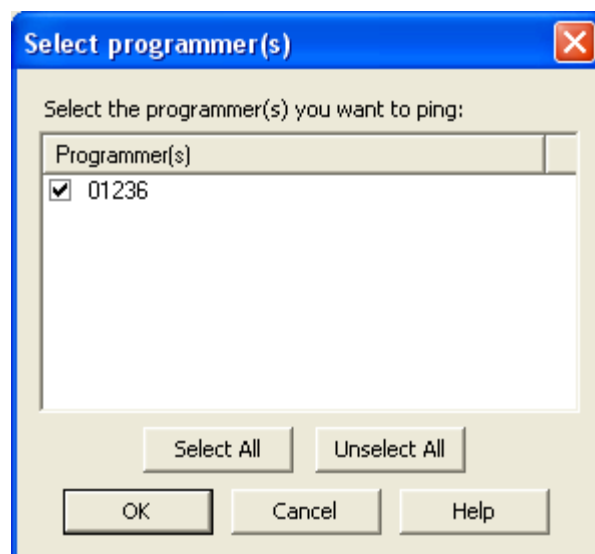 Select programmer(s)
Select the programmer(s) you want to ping:
Programmer(s)
01236
Select All Unselect All
OK Cancel Help